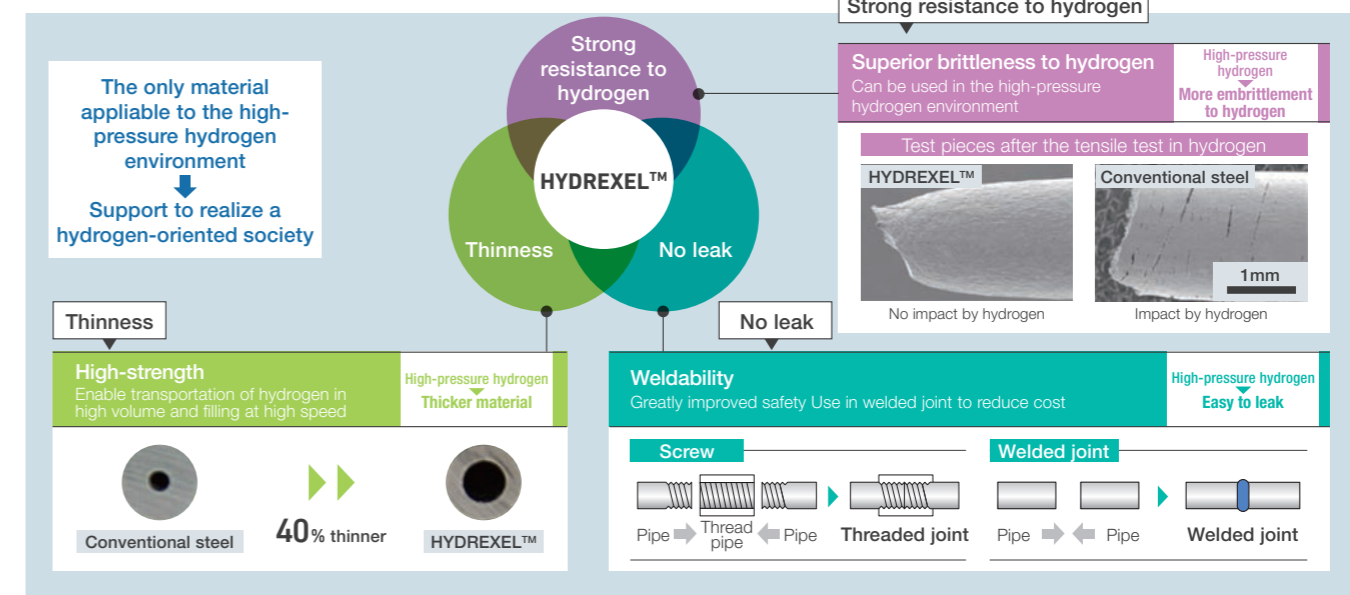 The only material
appliable to the high-
pressure hydrogen
environment
Support to realize a
hydrogen-oriented society
Strong
resistance to
hydrogen
HYDREXEL™
Thinness
No leak
Strong resistance to hydrogen
Superior brittleness to hydrogen
Can be used in the high-pressure
hydrogen environment
High-pressure
hydrogen
More embrittlement
to hydrogen
Test pieces after the tensile test in hydrogen
HYDREXEL™
Conventional steel
1mm
No impact by hydrogen
Impact by hydrogen
Thinness
High-strength
Enable transportation of hydrogen in
high volume and filling at high speed
High-pressure hydrogen
Thicker material
Conventional steel
40% thinner
HYDREXEL™
No leak
Weldability
Greatly improved safety Use in welded joint to reduce cost
High-pressure hydrogen
Easy to leak
Screw
Pipe
Thread
pipe
Pipe
Threaded joint
Welded joint
Pipe
Pipe
Welded joint